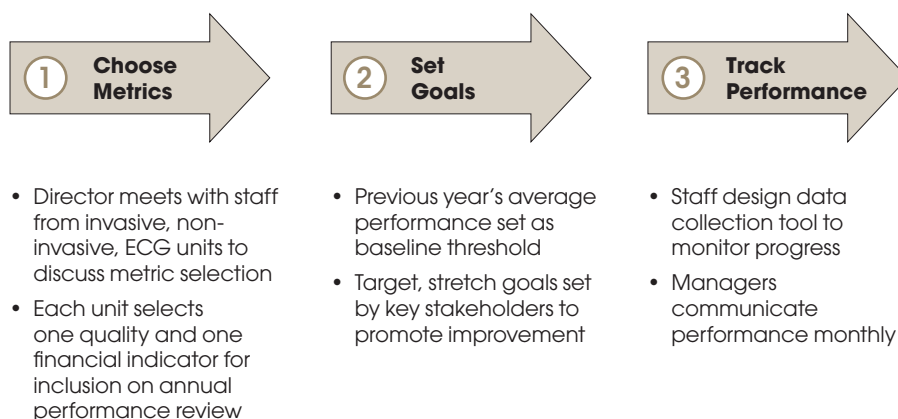 1
Choose
Metrics
• Director meets with staff
from invasive, non-
invasive, ECG units to
discuss metric selection
• Each unit selects
one quality and one
financial indicator for
inclusion on annual
performance review
2
Set
Goals
• Previous year's average
performance set as
baseline threshold
• Target, stretch goals set
by key stakeholders to
promote improvement
3
Track
Performance
• Staff design data
collection tool to
monitor progress
• Managers
communicate
performance monthly